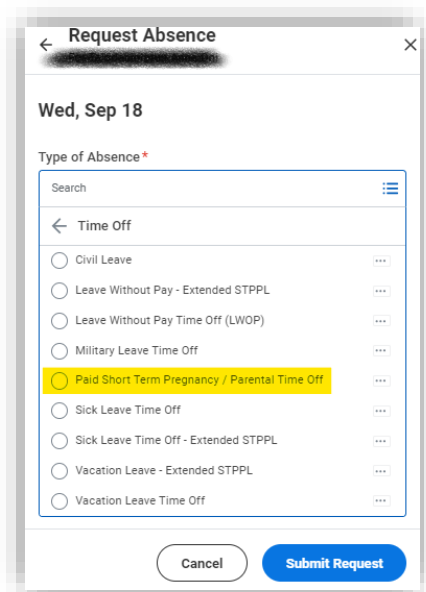 Request Absence
Wed, Sep 18
Type of Absence*
Search
Time Off
Civil Leave
Leave Without Pay - Extended STPPL
Leave Without Pay Time Off (LWOP)
Military Leave Time Off
Paid Short Term Pregnancy / Parental Time Off
Sick Leave Time Off
Sick Leave Time Off - Extended STPPL
Vacation Leave - Extended STPPL
Vacation Leave Time Off
Cancel
Submit Request